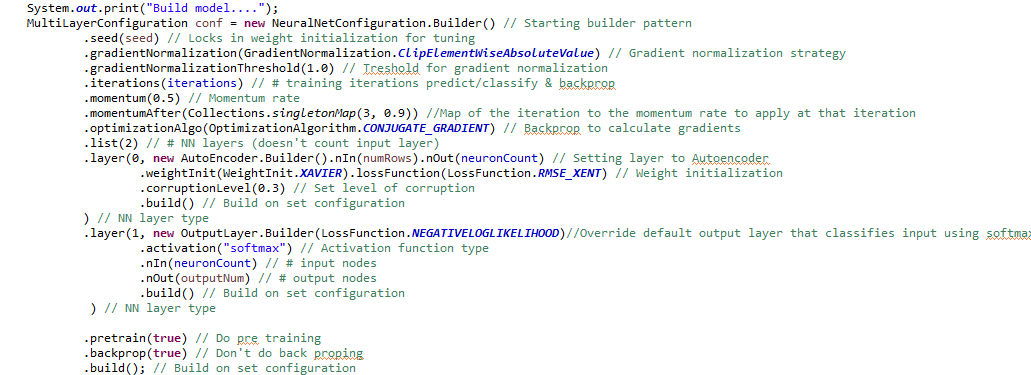 System.out.print("Build model....");
MultiLayerConfiguration conf = new NeuralNetConfiguration.Builder() // Starting builder pattern
.seed(seed) // Locks in weight initialization for tuning
.gradientNormalization(GradientNormalization.ClipElementWiseAbsoluteValue) // Gradient normalization strategy
.gradientNormalizationThreshold(1.0) // Treshold for gradient normalization
.iterations(iterations) // # training iterations predict/classify & backprop
.momentum(0.5) // Momentum rate
.momentumAfter(Collections.singletonMap(3, 0.9)) //Map of the iteration to the momentum rate to apply at that iteration
.optimizationAlgo(OptimizationAlgorithm.CONJUGATE_GRADIENT) // Backprop to calculate gradients
.list(2) // # NN layers (doesn't count input layer)
.layer(0, new AutoEncoder.Builder().nIn(numRows).nOut(neuronCount) // Setting layer to Autoencoder
.weightInit(WeightInit.XAVIER).lossFunction(LossFunction.RMSE_XENT) // Weight initialization
.corruptionLevel(0.3) // Set level of corruption
.build() // Build on set configuration
) // NN layer type
.layer(1, new OutputLayer.Builder(LossFunction.NEGATIVELOGLIKELIHOOD)//Override default output layer that classifies input using softmax
.activation("softmax") // Activation function type
.nIn(neuronCount) // # input nodes
.nOut(outputNum) // # output nodes
.build() // Build on set configuration
) // NN layer type
.pretrain(true) // Do pre training
.backprop(true) // Don't do back proping
.build(); // Build on set configuration